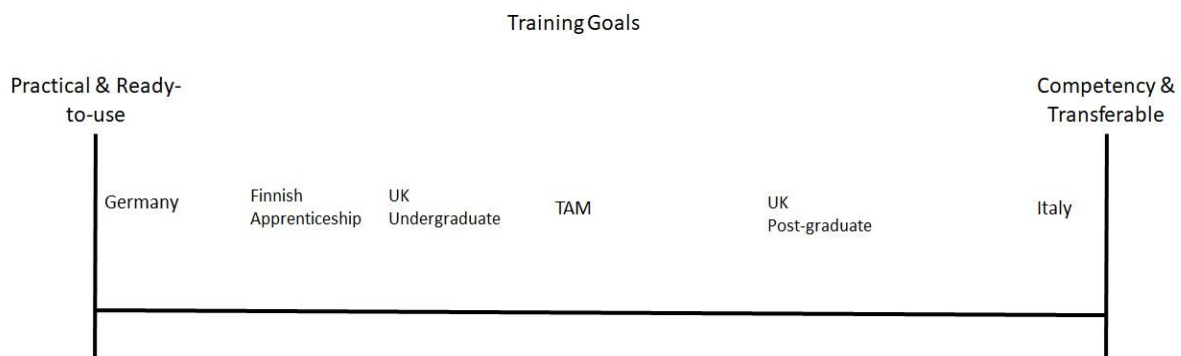 Training Goals
Practical & Ready-
to-use
Competency &
Transferable
Germany
Finnish
Apprenticeship
UK
Undergraduate
TAM
UK
Post-graduate
Italy